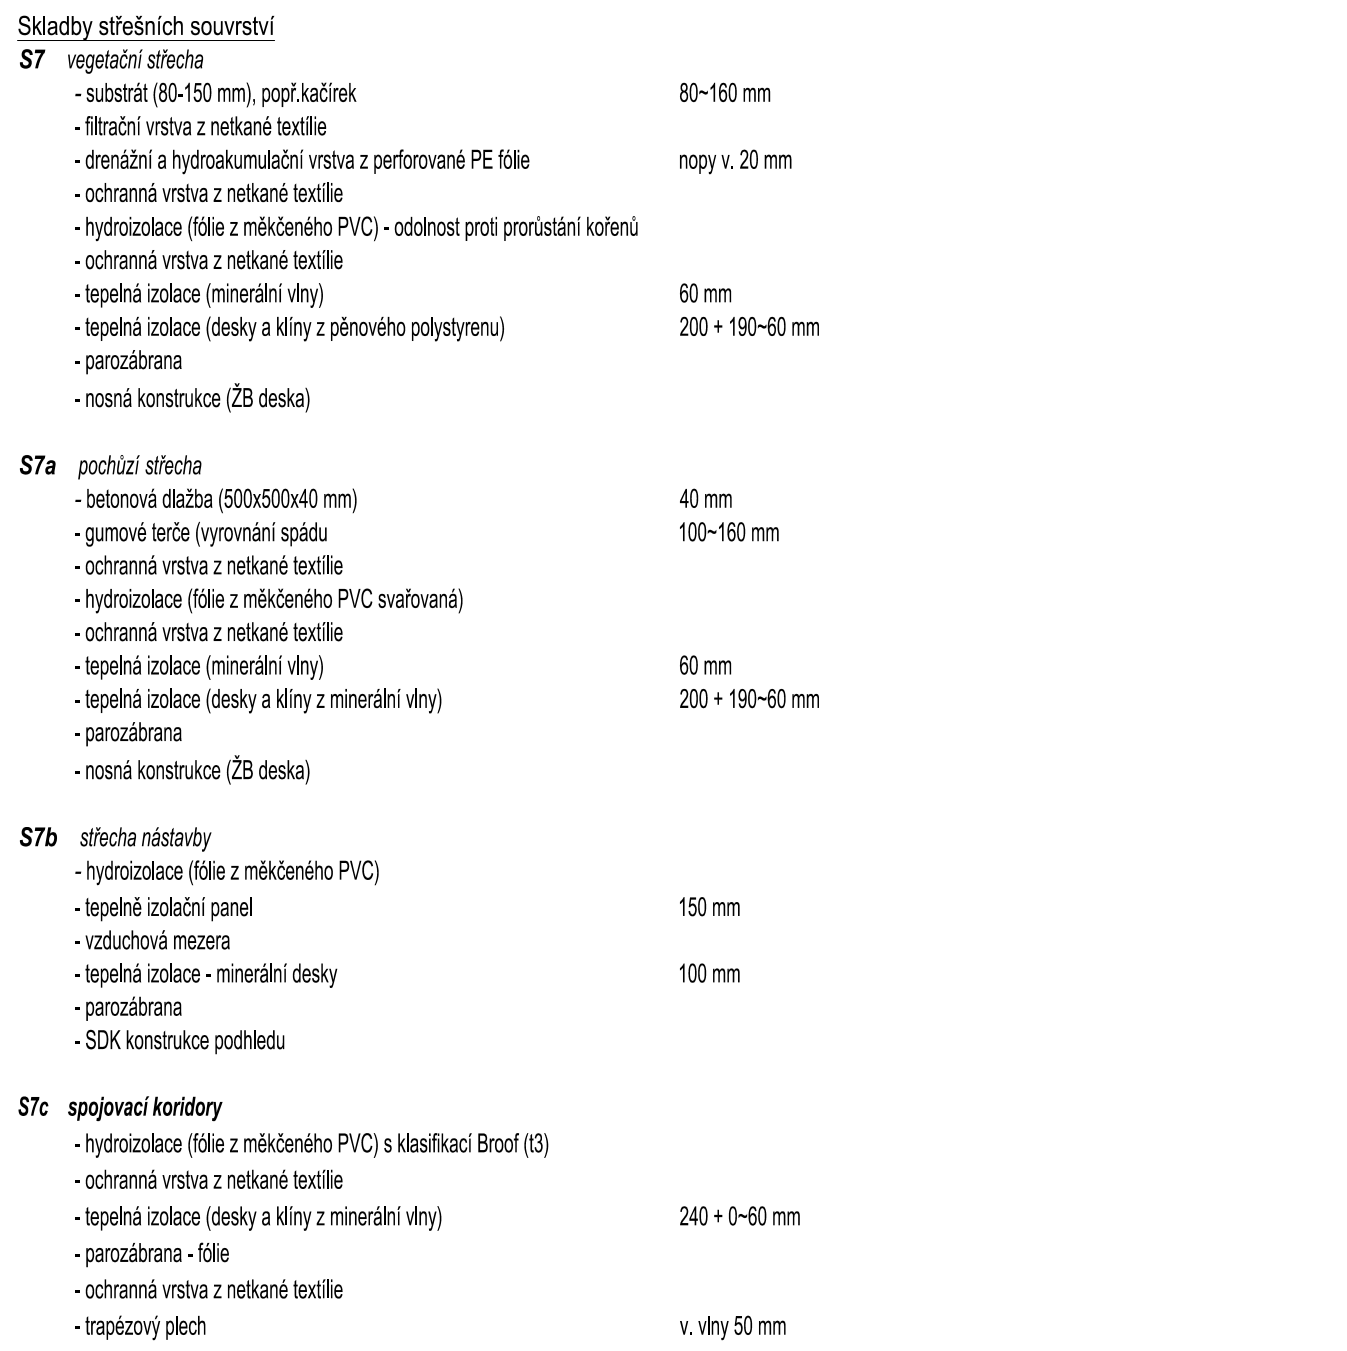 Skladby střešních souvrství
S7 vegetační střecha
- substrát (80-150 mm), popř.kačírek 80~160 mm
- filtrační vrstva z netkané textílie
- drenážní a hydroakumulační vrstva z perforované PE fólie nopy v. 20 mm
- ochranná vrstva z netkané textílie
- hydroizolace (fólie z měkčeného PVC) - odolnost proti prorůstání kořenů
- ochranná vrstva z netkané textílie
- tepelná izolace (minerální vlny) 60 mm
- tepelná izolace (desky a klíny z pěnového polystyrenu) 200 + 190~60 mm
- parozábrana
- nosná konstrukce (ŽB deska)
S7a pochůzí střecha
- betonová dlažba (500x500x40 mm) 40 mm
- gumové terče (vyrovnání spádu 100~160 mm
- ochranná vrstva z netkané textílie
- hydroizolace (fólie z měkčeného PVC svařovaná)
- ochranná vrstva z netkané textílie
- tepelná izolace (minerální vlny) 60 mm
- tepelná izolace (desky a klíny z minerální vlny) 200 + 190~60 mm
- parozábrana
- nosná konstrukce (ŽB deska)
S7b střecha nástavby
- hydroizolace (fólie z měkčeného PVC)
- tepelně izolační panel 150 mm
- vzduchová mezera
- tepelná izolace - minerální desky 100 mm
- parozábrana
- SDK konstrukce podhledu
S7c spojovací koridory
- hydroizolace (fólie z měkčeného PVC) s klasifikací Broof (t3)
- ochranná vrstva z netkané textílie
- tepelná izolace (desky a klíny z minerální vlny) 240 + 0~60 mm
- parozábrana - fólie
- ochranná vrstva z netkané textílie
- trapézový plech v. vlny 50 mm